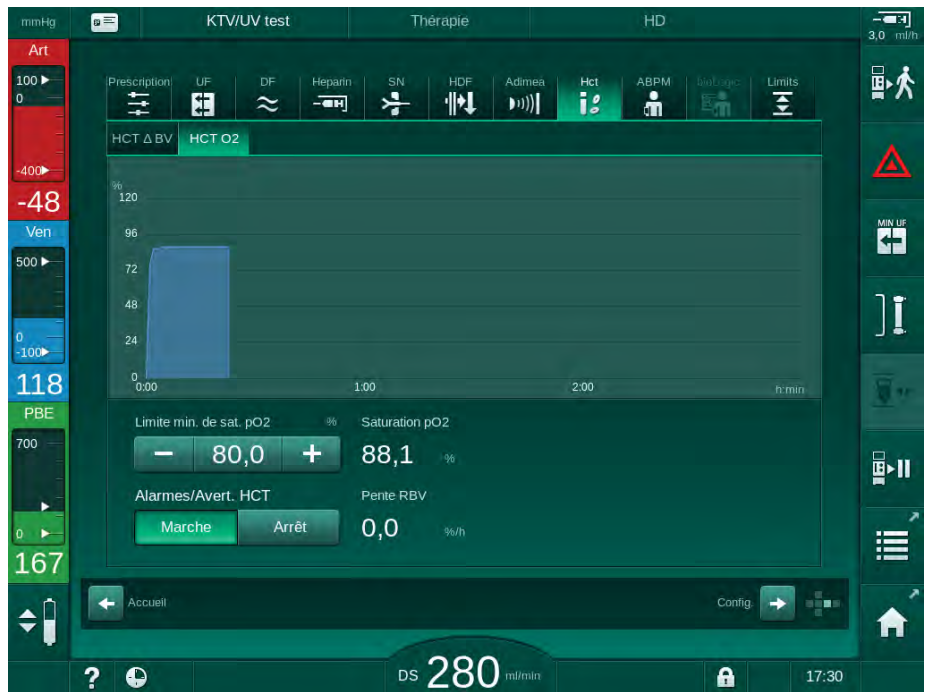 mmHg KTV/UV test Thérapie HD 3,0 ml/h
Art
100
0
-400
-48
Ven
500
0
-100
118
PBE
700
0
167
Prescription UF DF Heparin SN HDF Adimea Hct ABPM bioLogic Limits
HCT Δ BV HCT O2
%
120
96
72
48
24
0
0:00 1:00 2:00 h:min
Limite min. de sat. pO2 % Saturation pO2
− 80,0 + 88,1 %
Alarmes/Avert. HCT Pente RBV
Marche Arrêt 0,0 %/h
MIN UF
Accueil Config.
DS 280 ml/min
? 17:30